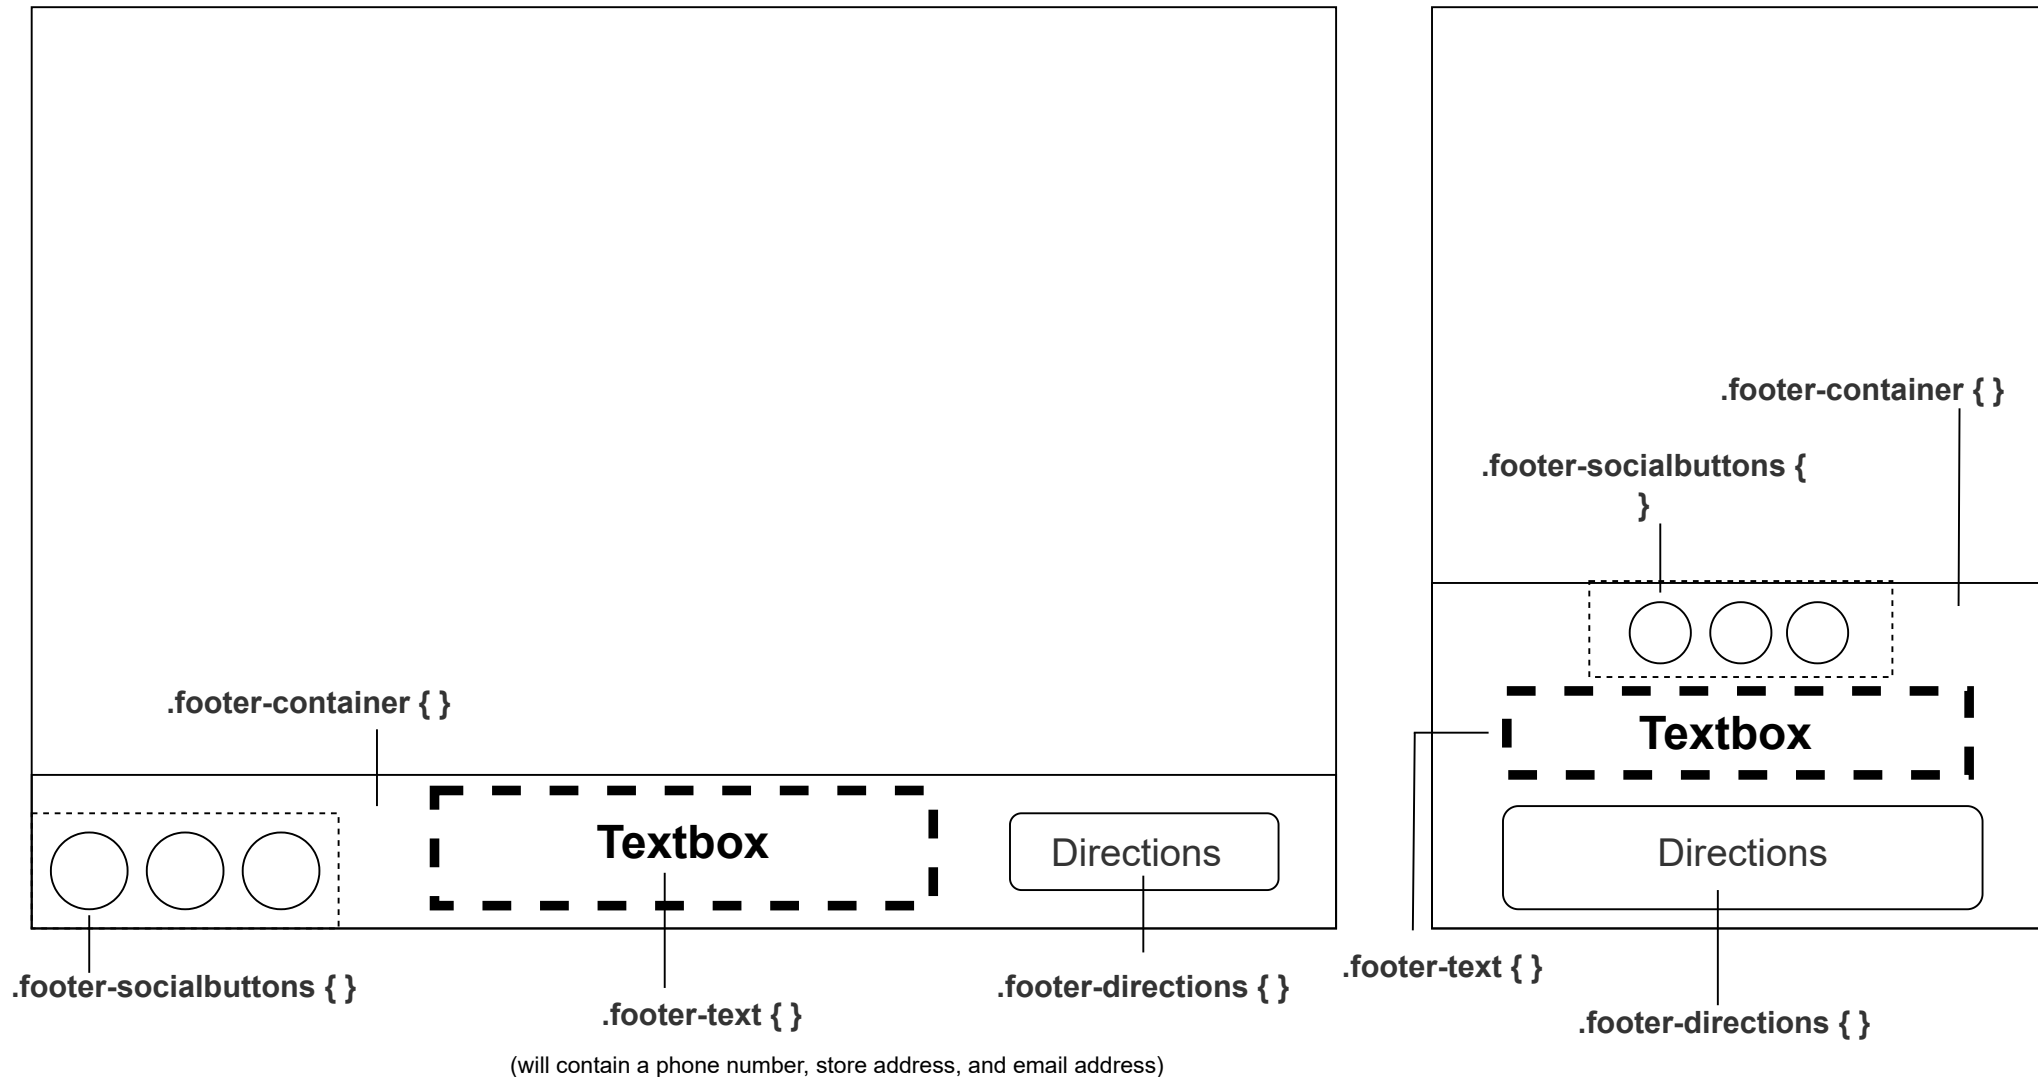 .footer-container { }
Textbox
Directions
.footer-socialbuttons { }
.footer-text { }
.footer-directions { }
(will contain a phone number, store address, and email address)
.footer-container { }
.footer-socialbuttons {
}
Textbox
Directions
.footer-text { }
.footer-directions { }